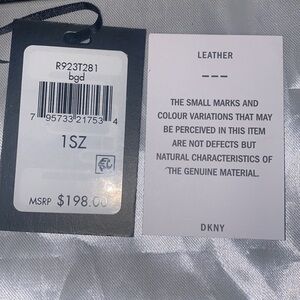 R923T281
bgd
7 95733 21753 4
1SZ
MSRP $198.00
LEATHER
THE SMALL MARKS AND
COLOUR VARIATIONS THAT MAY
BE PERCEIVED IN THIS ITEM
ARE NOT DEFECTS BUT
NATURAL CHARACTERISTICS OF
THE GENUINE MATERIAL.
DKNY